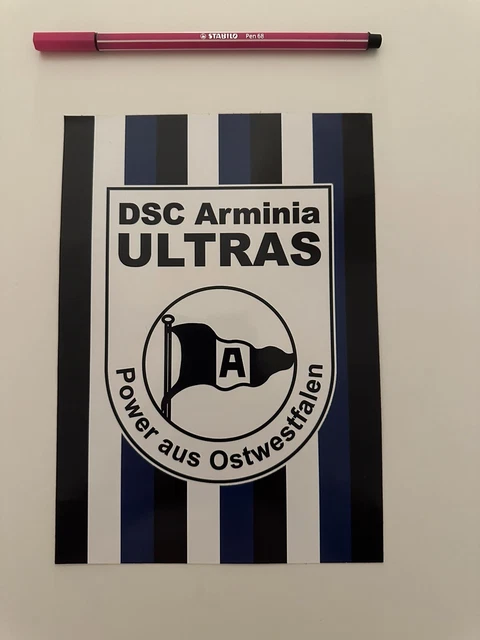 STABILO Pen 68
DSC Arminia
ULTRAS
A
Power aus Ostwestfalen